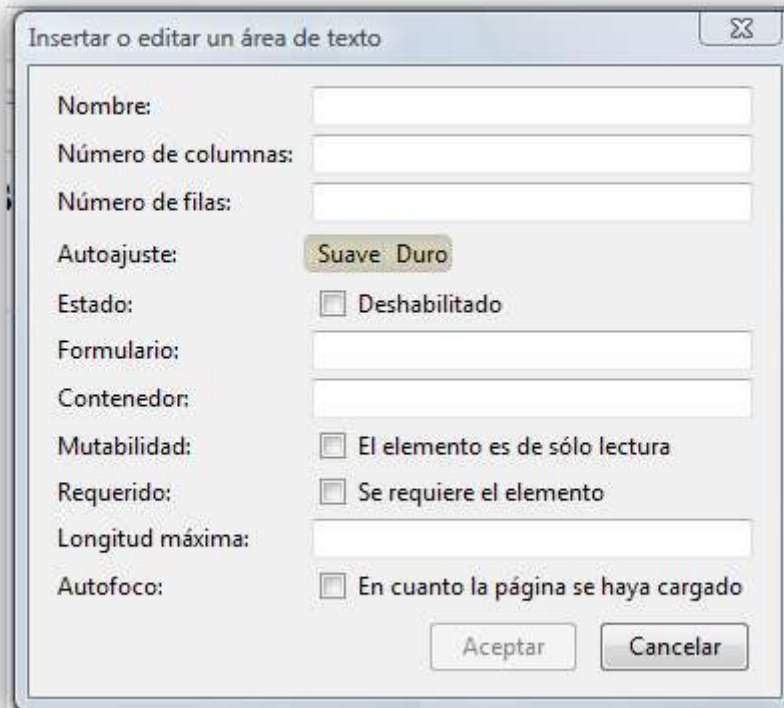 Insertar o editar un área de texto
Nombre:
Número de columnas:
Número de filas:
Autoajuste: Suave Duro
Estado: Deshabilitado
Formulario:
Contenedor:
Mutabilidad: El elemento es de sólo lectura
Requerido: Se requiere el elemento
Longitud máxima:
Autofoco: En cuanto la página se haya cargado
Aceptar Cancelar